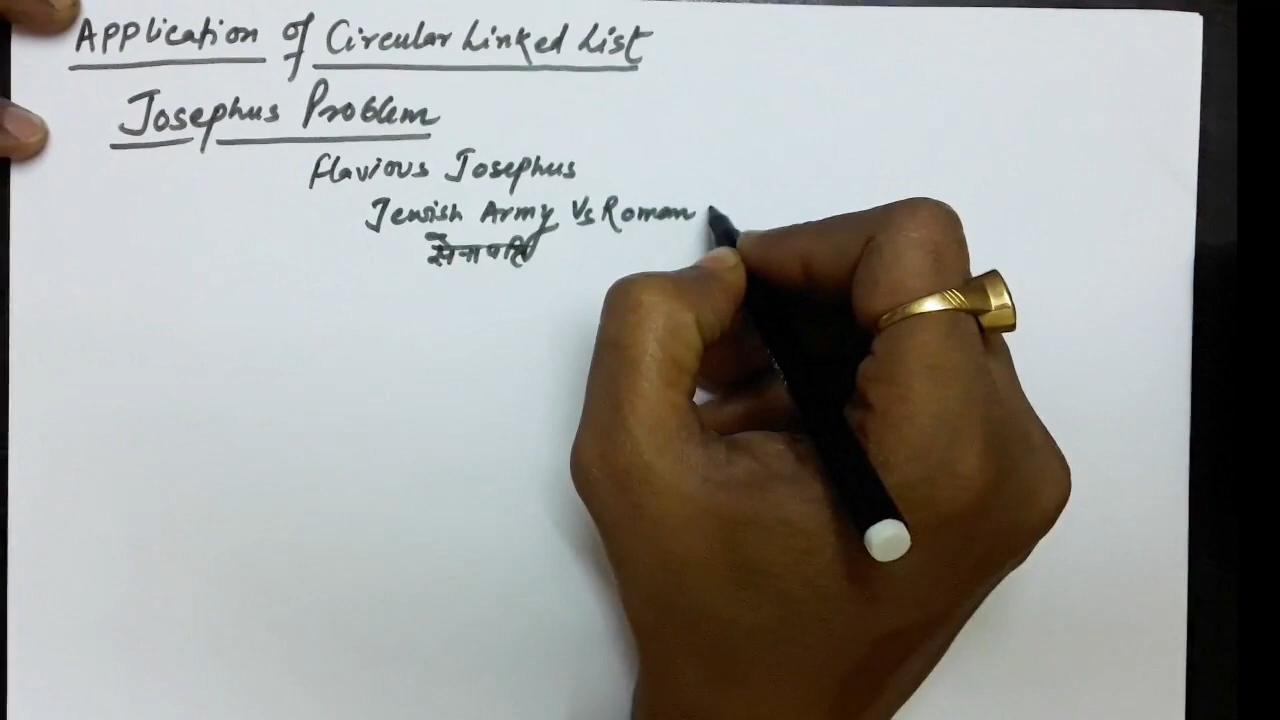 Application of Circular Linked List
Josephus Problem
flavious Josephus
Jewish Army Vs Roman
सेनापति